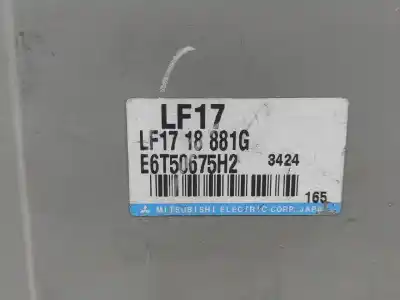 LF17
LF17 18 881G
E6T50675H2 3424
165
MITSUBISHI ELECTRIC CORP. JAPAN